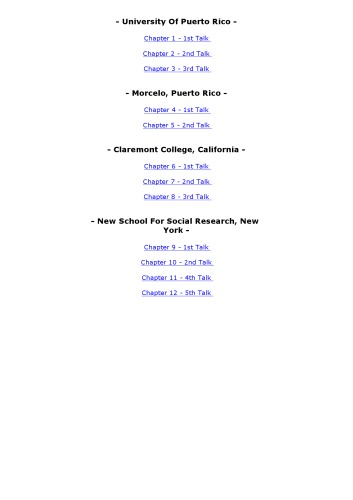 – University Of Puerto Rico –
Chapter 1 - 1st Talk
Chapter 2 - 2nd Talk
Chapter 3 - 3rd Talk
– Morcelo, Puerto Rico –
Chapter 4 - 1st Talk
Chapter 5 - 2nd Talk
– Claremont College, California –
Chapter 6 - 1st Talk
Chapter 7 - 2nd Talk
Chapter 8 - 3rd Talk
– New School For Social Research, New
York –
Chapter 9 - 1st Talk
Chapter 10 - 2nd Talk
Chapter 11 - 4th Talk
Chapter 12 - 5th Talk